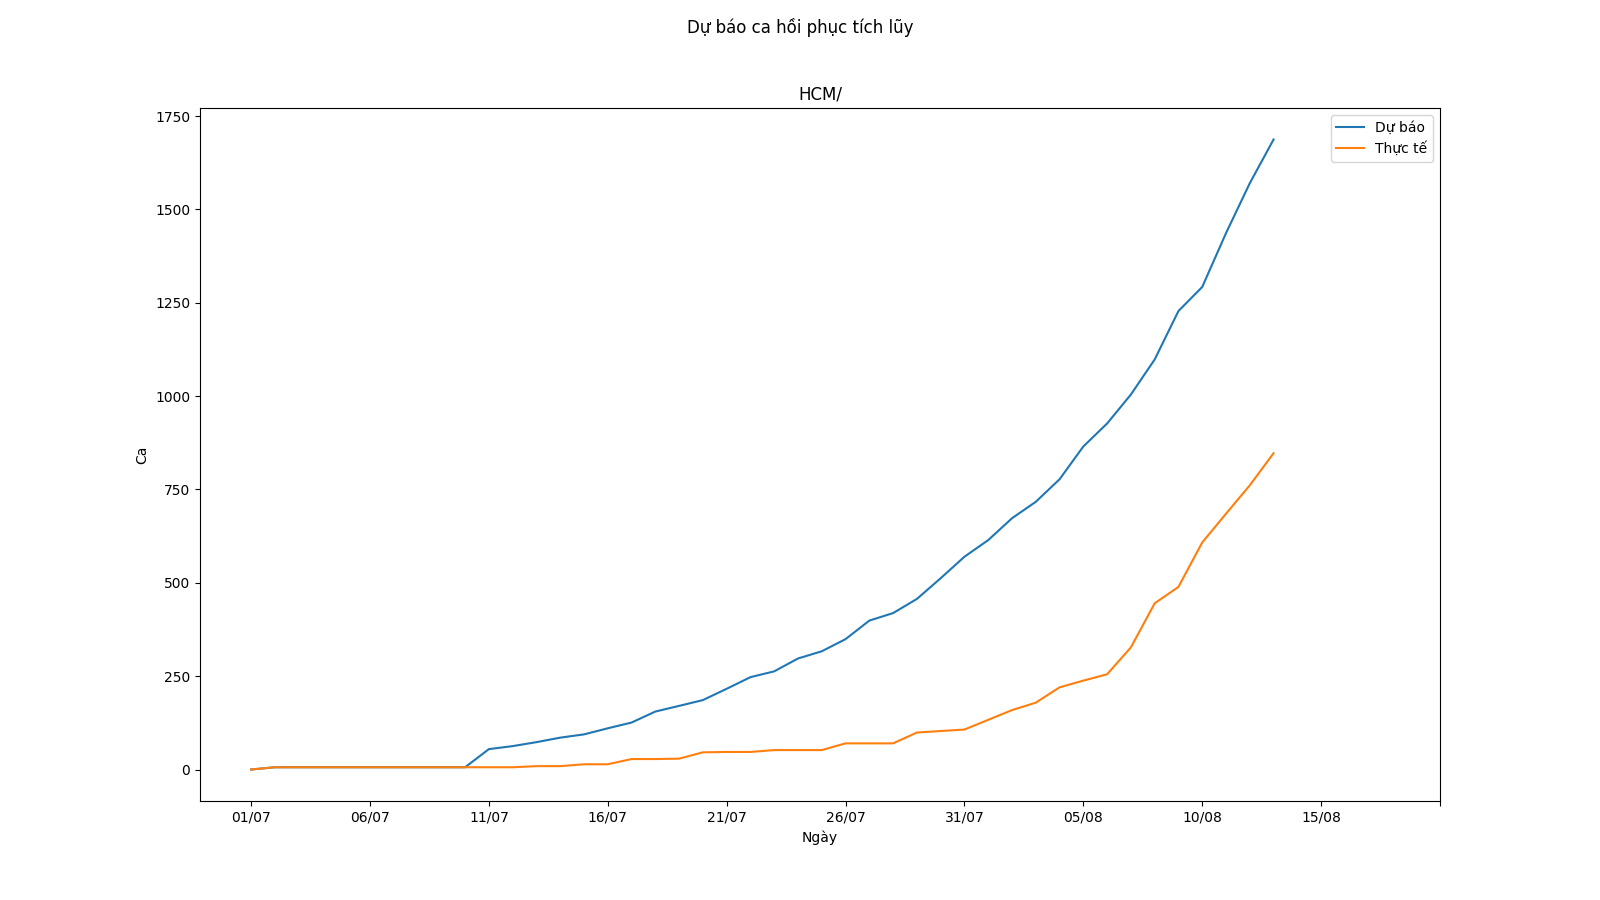 Dự báo ca hồi phục tích lũy
HCM/
1750
1500
1250
1000
750
500
250
0
Ca
Dự báo
Thực tế
01/07 06/07 11/07 16/07 21/07 26/07 31/07 05/08 10/08 15/08
Ngày